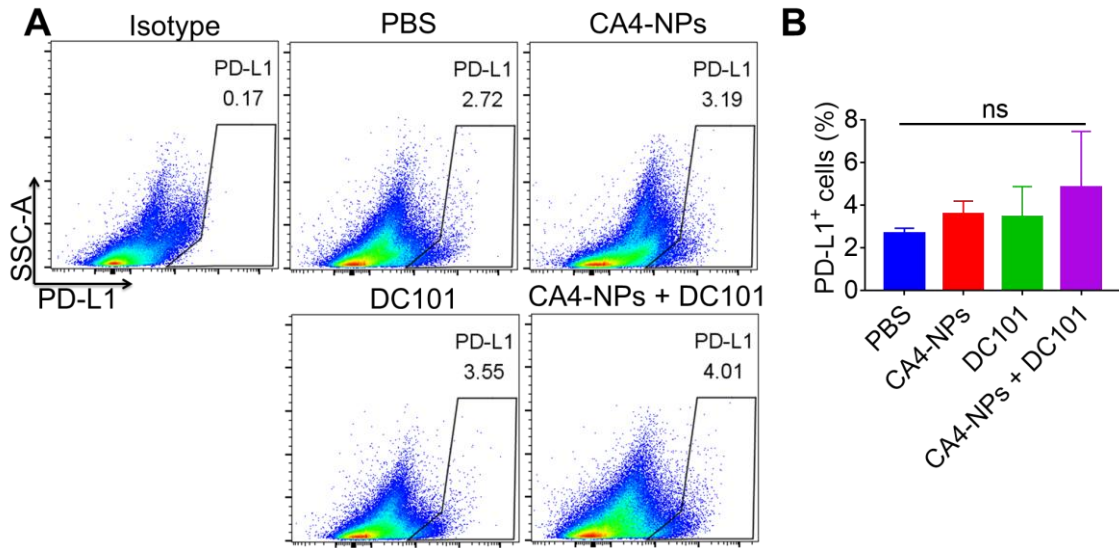 A
Isotype
PBS
CA4-NPs
PD-L1
0.17
PD-L1
2.72
PD-L1
3.19
SSC-A
PD-L1
DC101
CA4-NPs + DC101
PD-L1
3.55
PD-L1
4.01
B
ns
PD-L1⁺ cells (%)
8
6
4
2
0
PBS
CA4-NPs
DC101
CA4-NPs + DC101